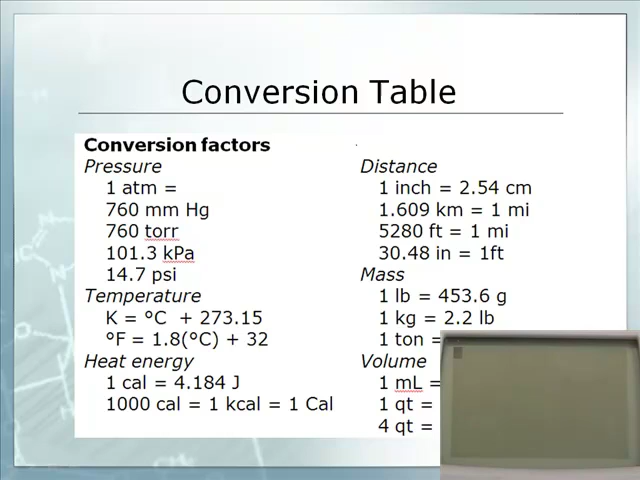 Conversion Table
Conversion factors
Pressure
1 atm =
760 mm Hg
760 torr
101.3 kPa
14.7 psi
Temperature
K = °C + 273.15
°F = 1.8(°C) + 32
Heat energy
1 cal = 4.184 J
1000 cal = 1 kcal = 1 Cal
Distance
1 inch = 2.54 cm
1.609 km = 1 mi
5280 ft = 1 mi
30.48 in = 1ft
Mass
1 lb = 453.6 g
1 kg = 2.2 lb
1 ton =
Volume
1 mL =
1 qt =
4 qt =